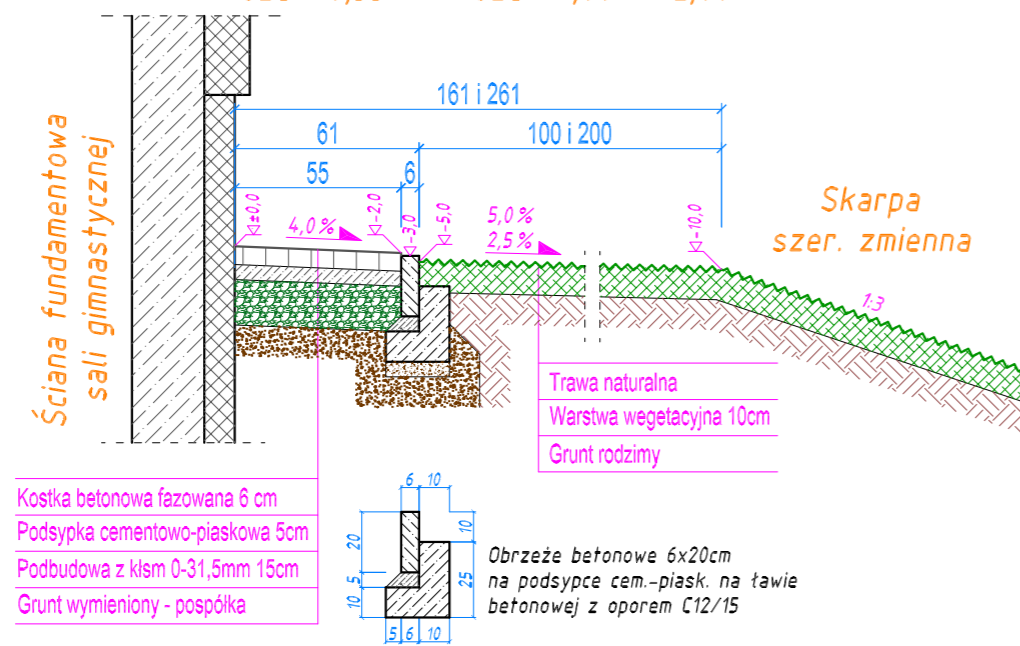 161 i 261
61
100 i 200
55
6
±0,0
-2,0
-3,0
-5,0
-10,0
4,0 %
5,0 %
2,5 %
Ściana fundamentowa
sali gimnastycznej
Skarpa
szer. zmienna
1:3
Trawa naturalna
Warstwa wegetacyjna 10cm
Grunt rodzimy
Kostka betonowa fazowana 6 cm
Podsypka cementowo-piaskowa 5cm
Podbudowa z kłsm 0-31,5mm 15cm
Grunt wymieniony - pospółka
6
10
20
5
10
10
25
5
6
10
Obrzeże betonowe 6x20cm
na podsypce cem.-piask. na ławie
betonowej z oporem C12/15